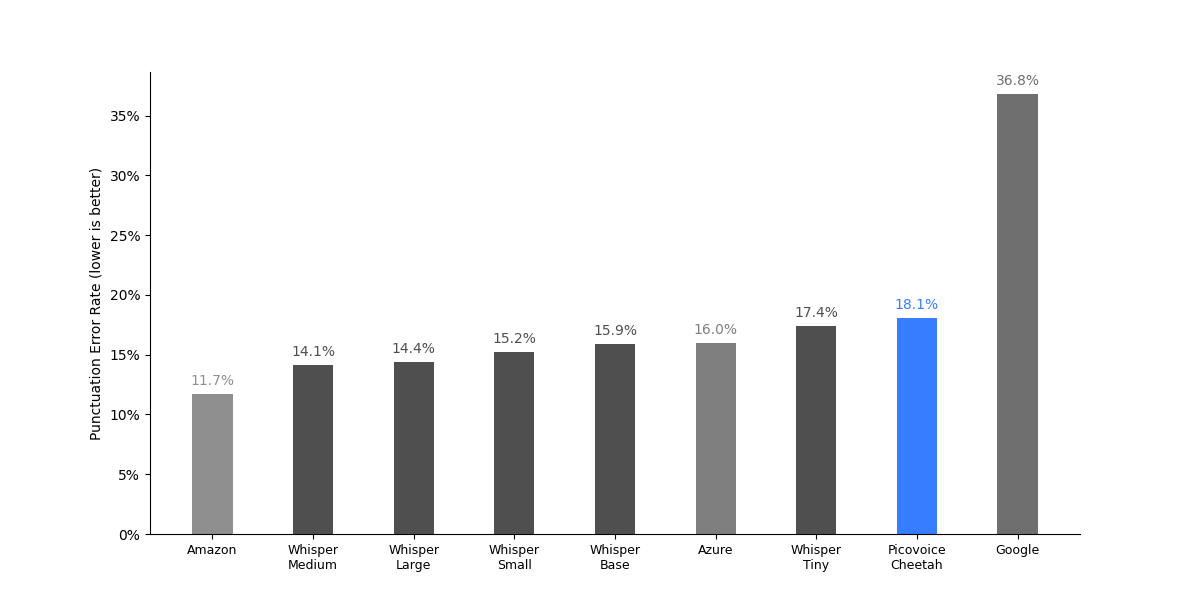 36.8%
35%
30%
25%
20%
15%
10%
5%
0%
Punctuation Error Rate (lower is better)
11.7%
14.1%
14.4%
15.2%
15.9%
16.0%
17.4%
18.1%
Amazon
Whisper
Medium
Whisper
Large
Whisper
Small
Whisper
Base
Azure
Whisper
Tiny
Picovoice
Cheetah
Google